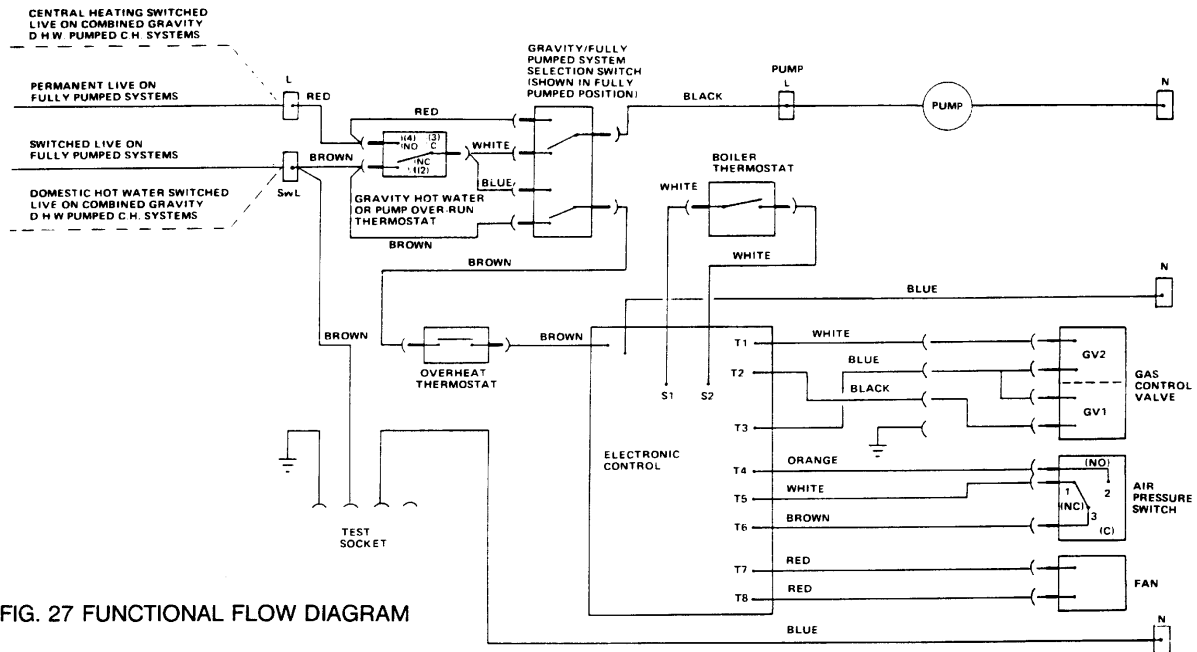 CENTRAL HEATING SWITCHED
LIVE ON COMBINED GRAVITY
D H W. PUMPED C.H. SYSTEMS
PERMANENT LIVE ON
FULLY PUMPED SYSTEMS
SWITCHED LIVE ON
FULLY PUMPED SYSTEMS
DOMESTIC HOT WATER SWITCHED
LIVE ON COMBINED GRAVITY
D H W PUMPED C.H. SYSTEMS
L
RED
BROWN
SwL
RED
(4) (3)
NO C
NC
(2)
WHITE
BLUE
GRAVITY HOT WATER
OR PUMP OVER-RUN
THERMOSTAT
BROWN
GRAVITY/FULLY
PUMPED SYSTEM
SELECTION SWITCH
(SHOWN IN FULLY
PUMPED POSITION)
BLACK
PUMP
L
PUMP
N
BOILER
THERMOSTAT
WHITE
WHITE
BROWN
BLUE
N
BROWN
OVERHEAT
THERMOSTAT
BROWN
S1 S2
ELECTRONIC
CONTROL
T1
T2
T3
T4
T5
T6
T7
T8
WHITE
BLUE
BLACK
ORANGE
WHITE
BROWN
RED
RED
GV2
GV1
GAS
CONTROL
VALVE
(NO)
1 2
(NC)
3
(C)
AIR
PRESSURE
SWITCH
FAN
TEST
SOCKET
BLUE
N
FIG. 27 FUNCTIONAL FLOW DIAGRAM